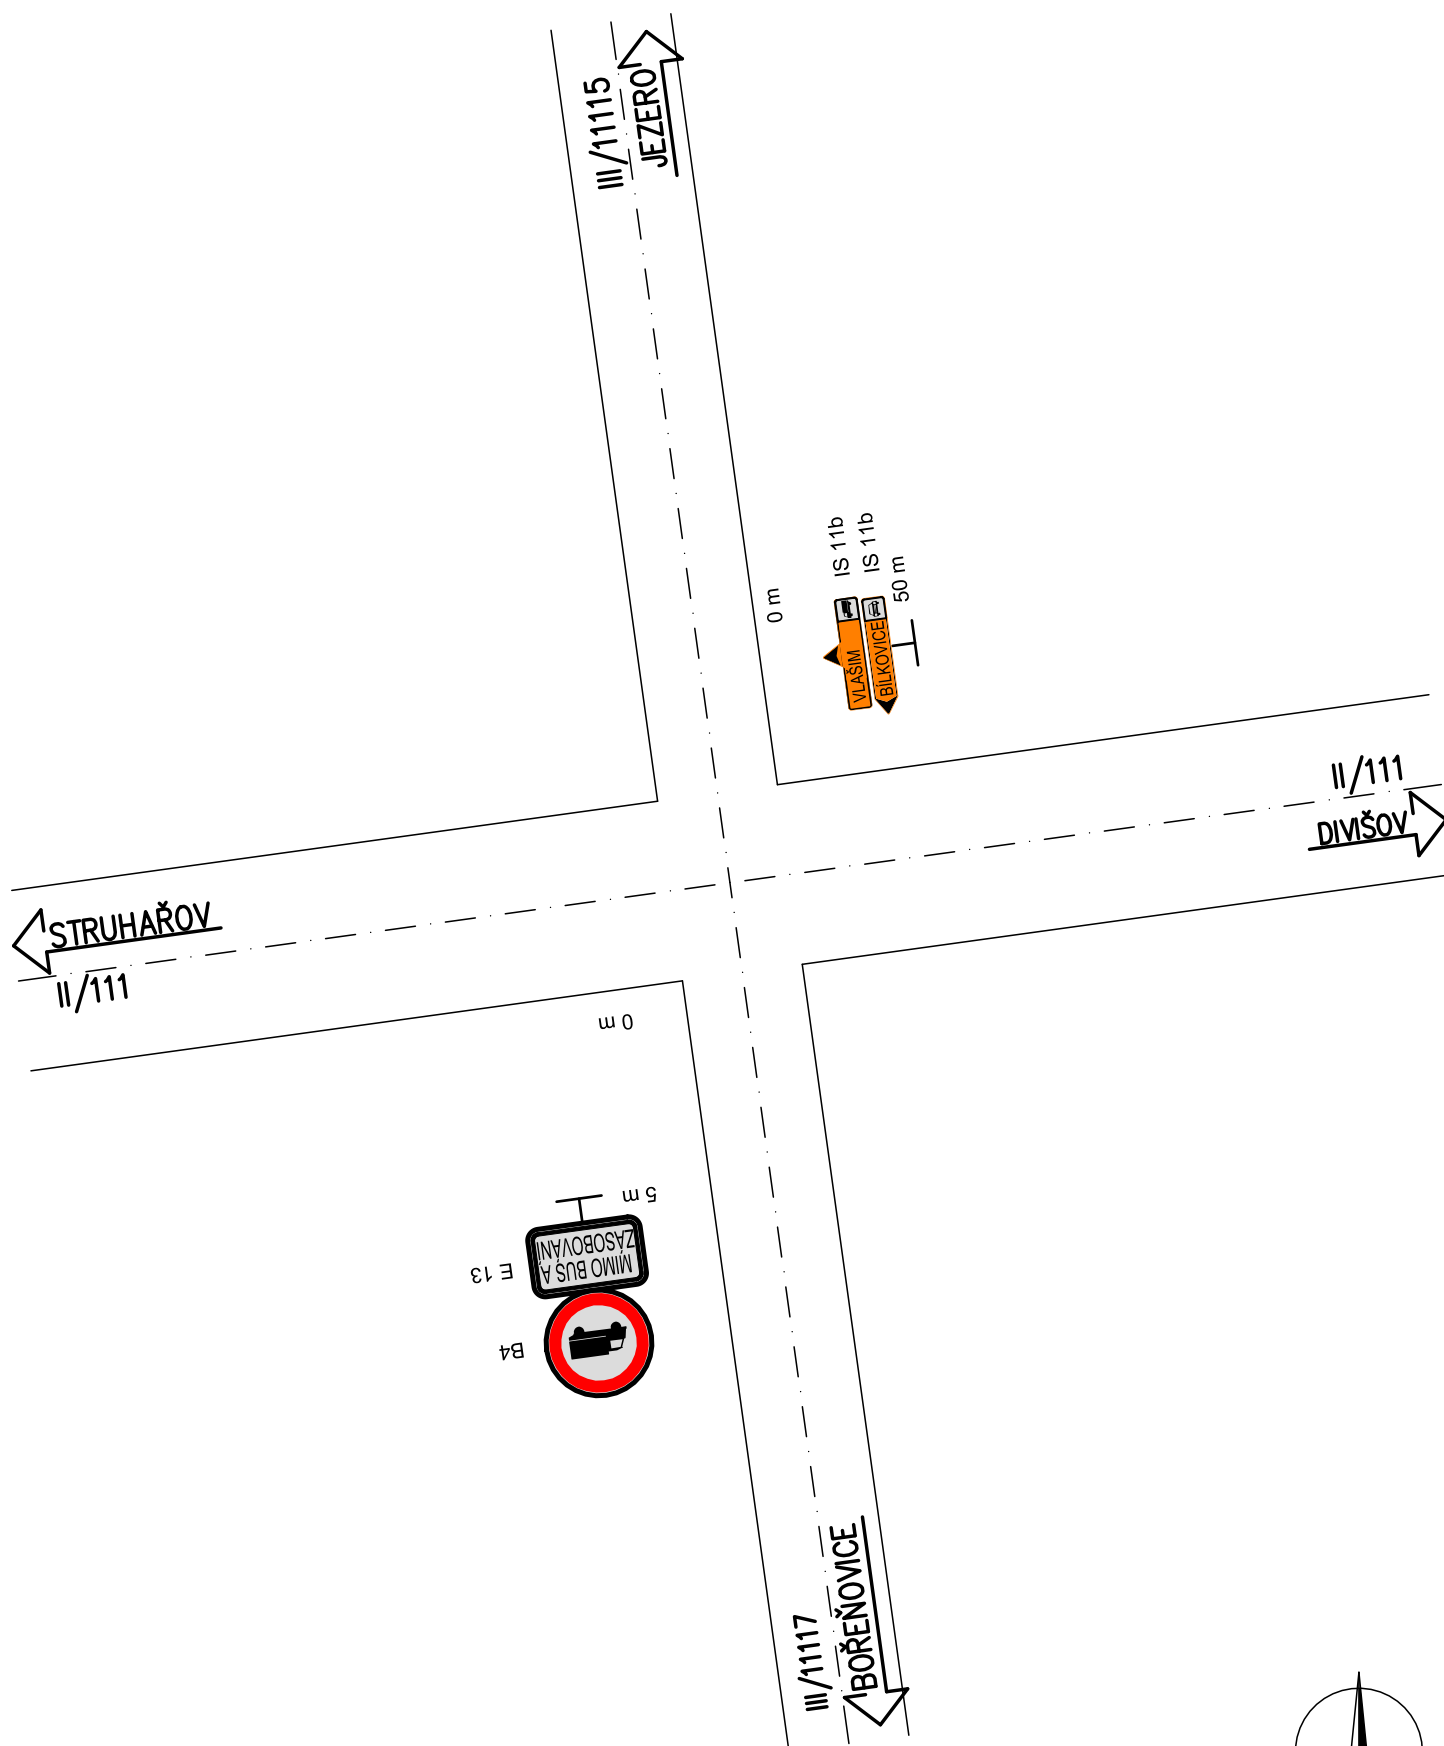 III/11115
JEZERO
IS 11b
IS 11b
50 m
0 m
VLAŠIM
BÍLKOVICE
II/111
DIVIŠOV
STRUHAŘOV
II/111
0 m
5 m
E 13
MIMO BUS A
ZÁSOBOVÁNÍ
B4
III/11117
BOŘEŇOVICE